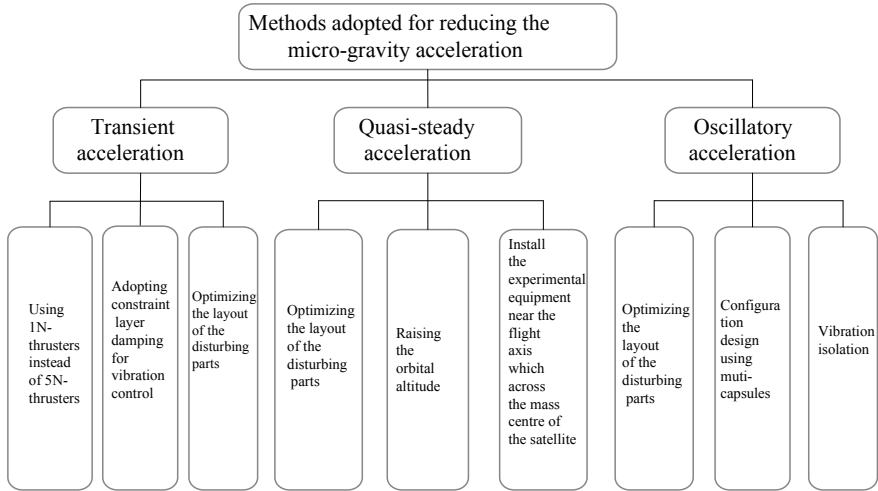 Methods adopted for reducing the
micro-gravity acceleration
Transient
acceleration
Quasi-steady
acceleration
Oscillatory
acceleration
Using
1N-
thrusters
instead
of 5N-
thrusters
Adopting
constraint
layer
damping
for
vibration
control
Optimizing
the layout
of the
disturbing
parts
Optimizing
the layout
of the
disturbing
parts
Raising
the
orbital
altitude
Install
the
experimental
equipment
near the
flight
axis
which
across
the mass
centre of
the satellite
Optimizing
the
layout
of the
disturbing
parts
Configura
tion
design
using
muti-
capsules
Vibration
isolation